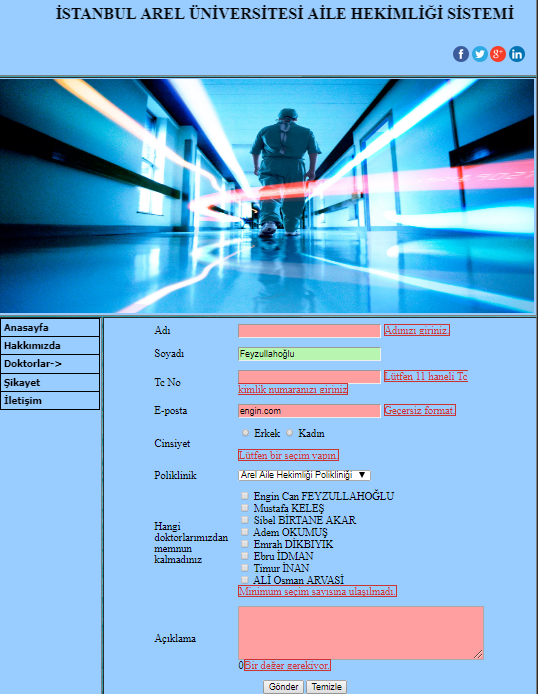 İSTANBUL AREL ÜNİVERSİTESİ AİLE HEKİMLİĞİ SİSTEMİ
Anasayfa
Hakkımızda
Doktorlar->
Şikayet
İletişim
Adı Adınızı giriniz.
Soyadı Feyzullahoğlu
Tc No Lütfen 11 haneli Tc
kimlik numaranızı giriniz
E-posta engin.com Geçersiz format.
Cinsiyet Erkek Kadın
Lütfen bir seçim yapın.
Poliklinik Arel Aile Hekimliği Polikliniği ▼
Hangi
doktorlarımızdan
memnun
kalmadınız
Engin Can FEYZULLAHOĞLU
Mustafa KELEŞ
Sibel BİRTANE AKAR
Adem OKUMUŞ
Emrah DİKBIYIK
Ebru İDMAN
Timur İNAN
ALİ Osman ARVASİ
Minimum seçim sayısına ulaşılmadı.
Açıklama
0Bir değer gerekiyor.
Gönder Temizle